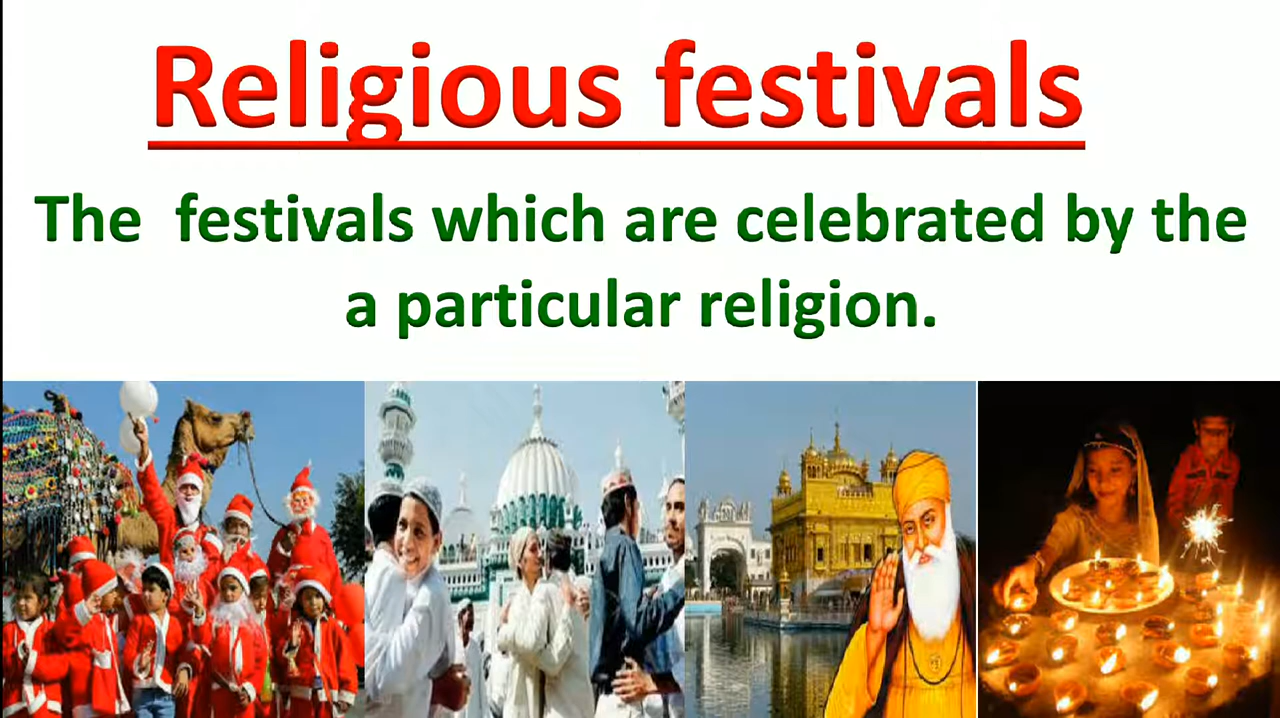 Religious festivals
The festivals which are celebrated by the
a particular religion.